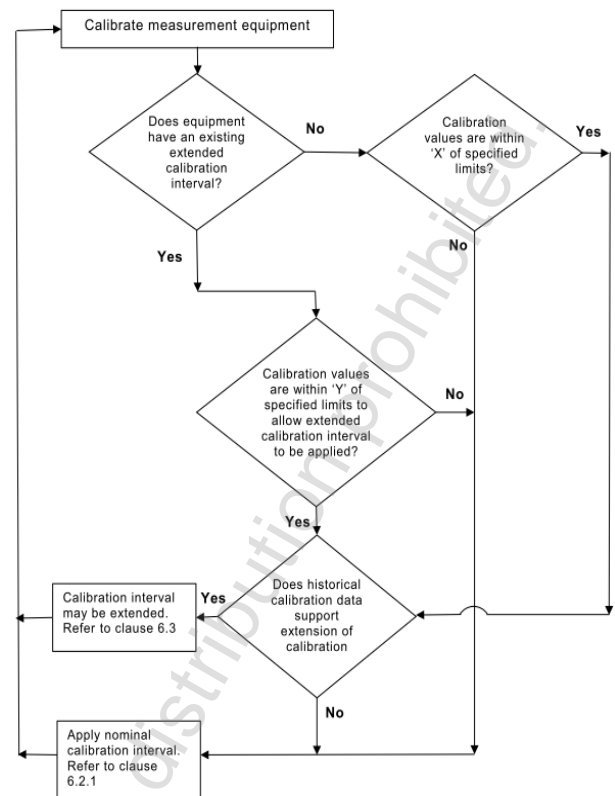 Calibrate measurement equipment
Does equipment
have an existing
extended
calibration
interval?
No
Calibration
values are within
'X' of specified
limits?
Yes
No
Yes
Calibration values
are within 'Y' of
specified limits to
allow extended
calibration interval
to be applied?
No
Yes
Does historical
calibration data
support
extension of
calibration
Yes
Calibration interval
may be extended.
Refer to clause 6.3
No
Apply nominal
calibration interval.
Refer to clause
6.2.1
distribution prohibited.